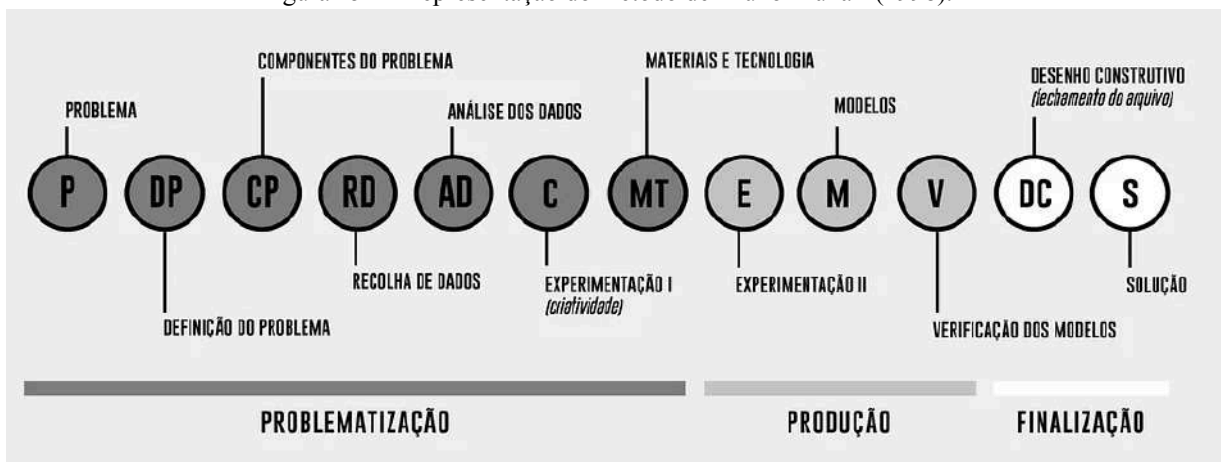 COMPONENTES DO PROBLEMA
MATERIAIS E TECNOLOGIA
DESENHO CONSTRUTIVO
(fechamento do arquivo)
PROBLEMA
ANÁLISE DOS DADOS
MODELOS
P DP CP RD AD C MT E M V DC S
RECOLHA DE DADOS
EXPERIMENTAÇÃO I
(criatividade)
EXPERIMENTAÇÃO II
SOLUÇÃO
DEFINIÇÃO DO PROBLEMA
VERIFICAÇÃO DOS MODELOS
PROBLEMATIZAÇÃO
PRODUÇÃO
FINALIZAÇÃO